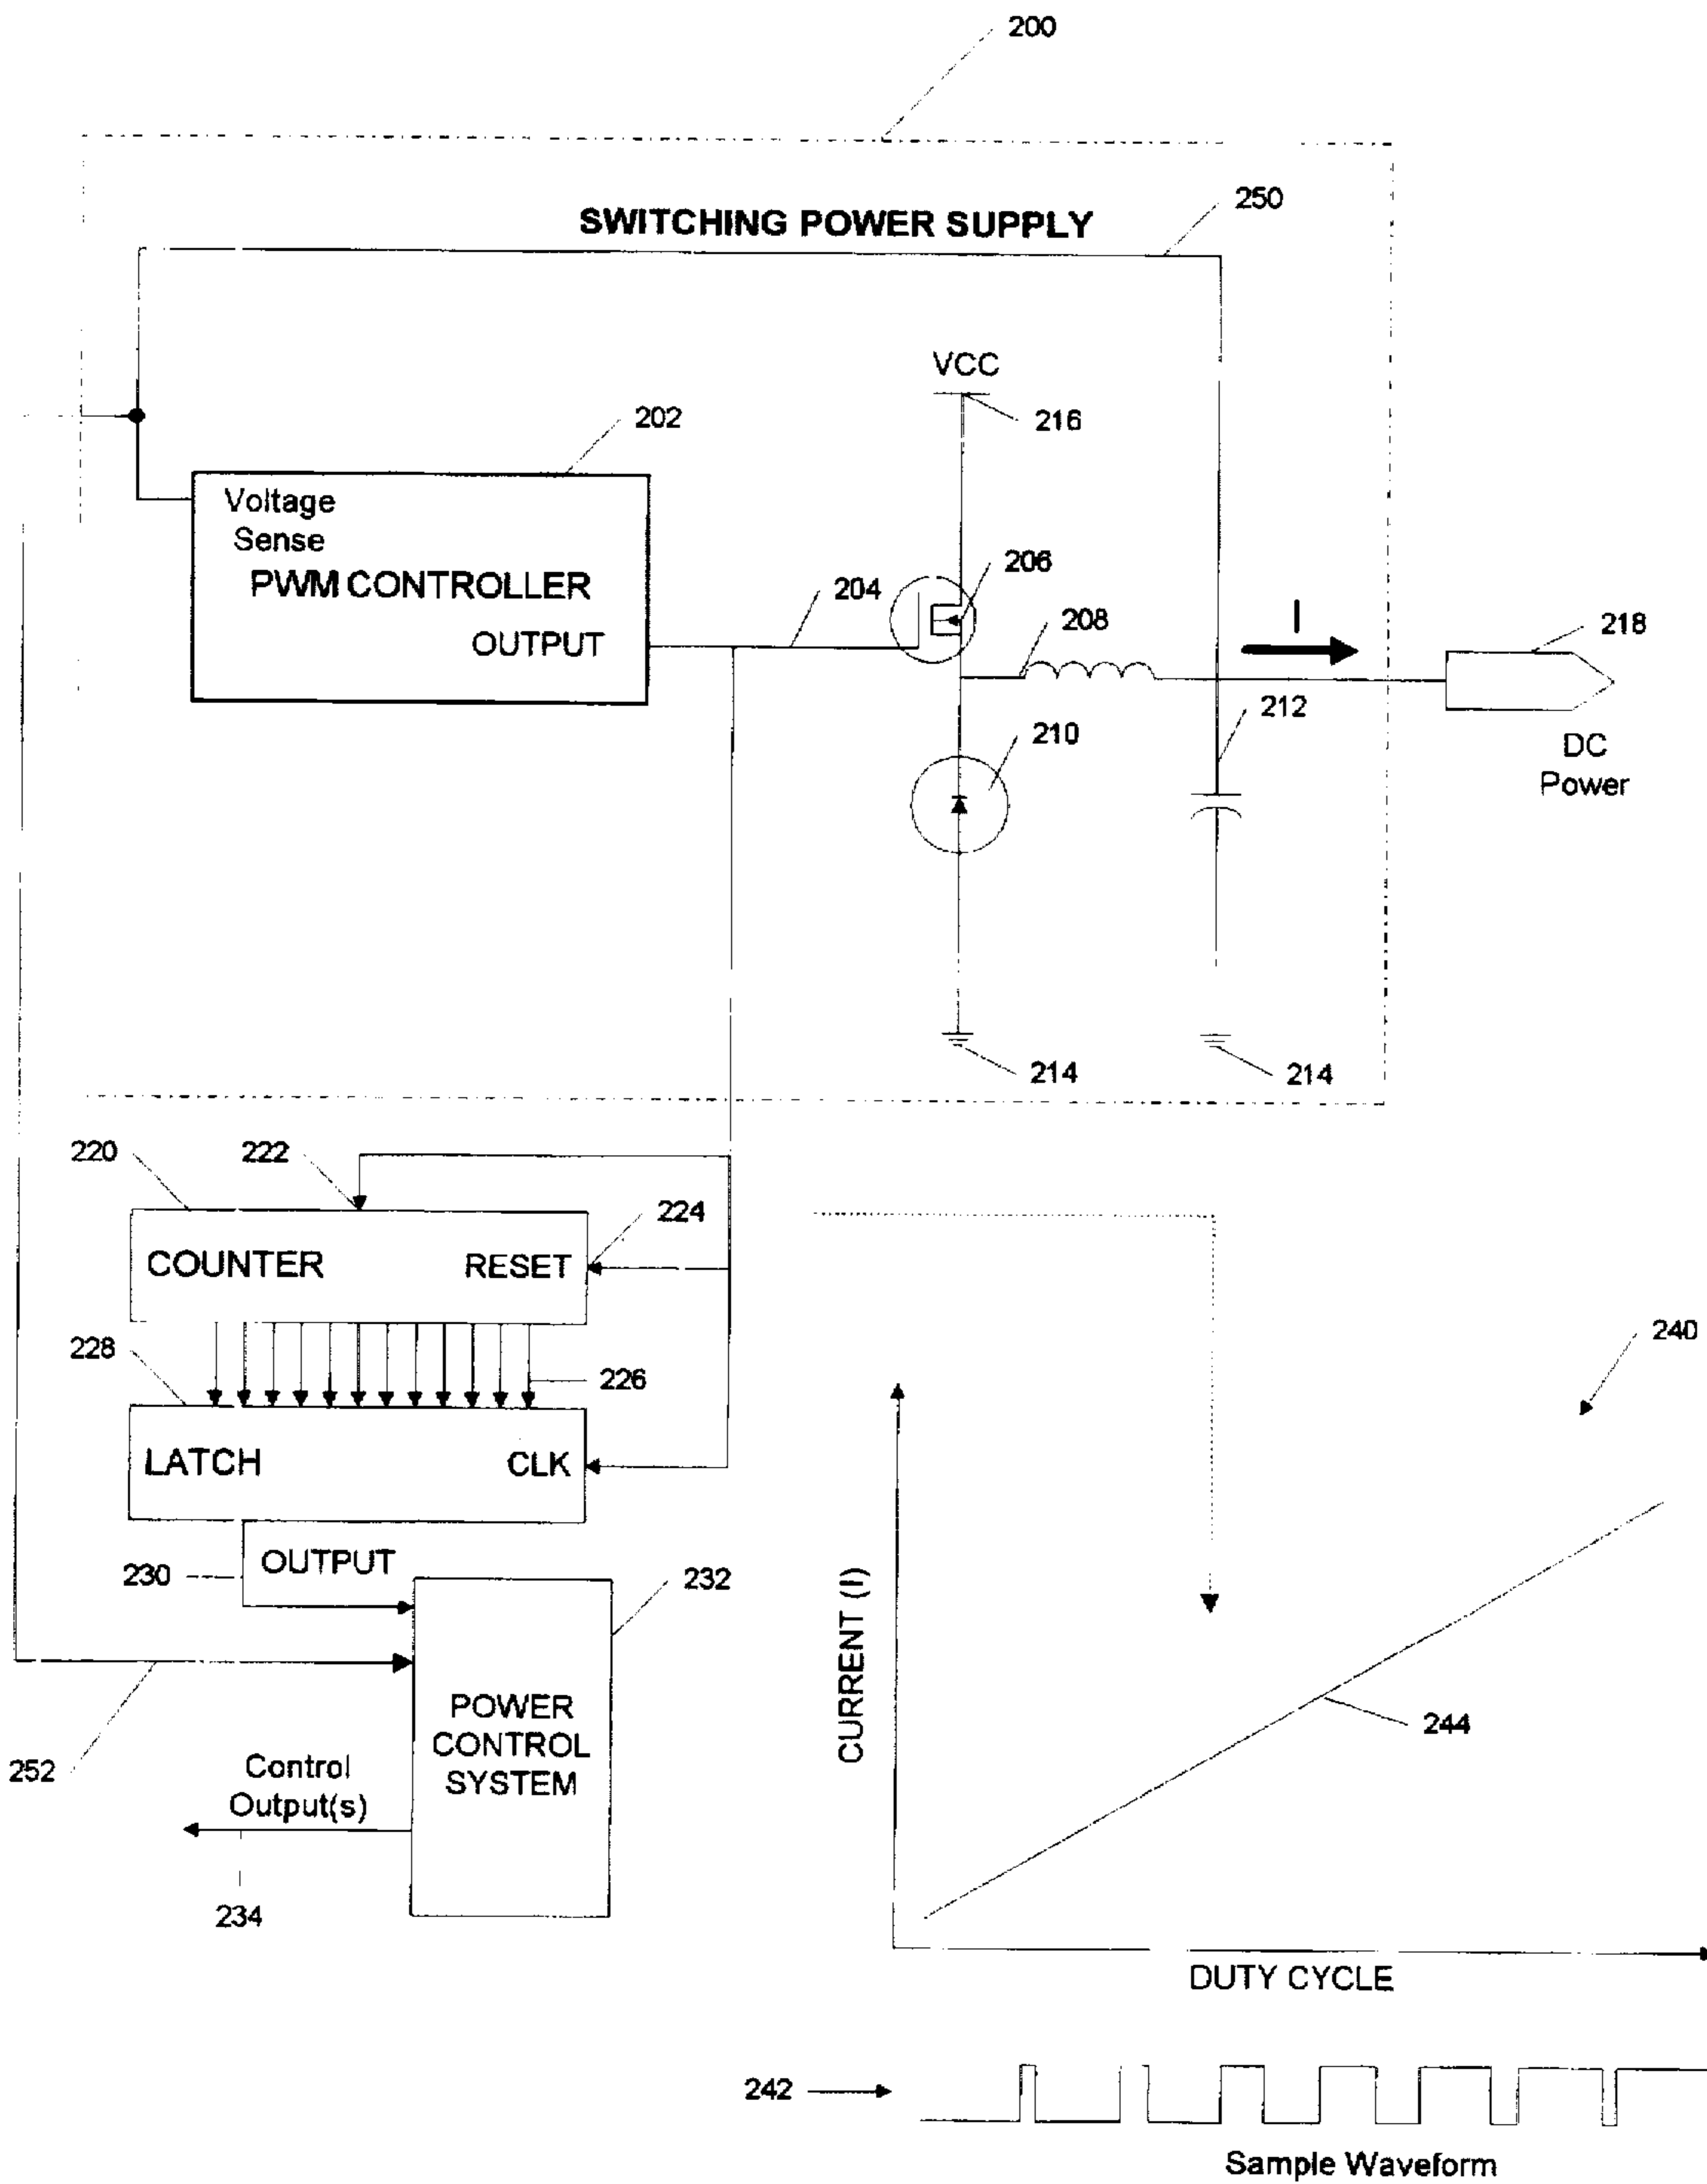 200
250
SWITCHING POWER SUPPLY
VCC
216
202
Voltage
Sense
PWM CONTROLLER
OUTPUT
204
206
208
I
218
212
210
DC
Power
214
214
220
222
224
COUNTER
RESET
228
226
240
LATCH
CLK
230
OUTPUT
232
POWER
CONTROL
SYSTEM
252
Control
Output(s)
234
CURRENT (I)
244
DUTY CYCLE
242
Sample Waveform